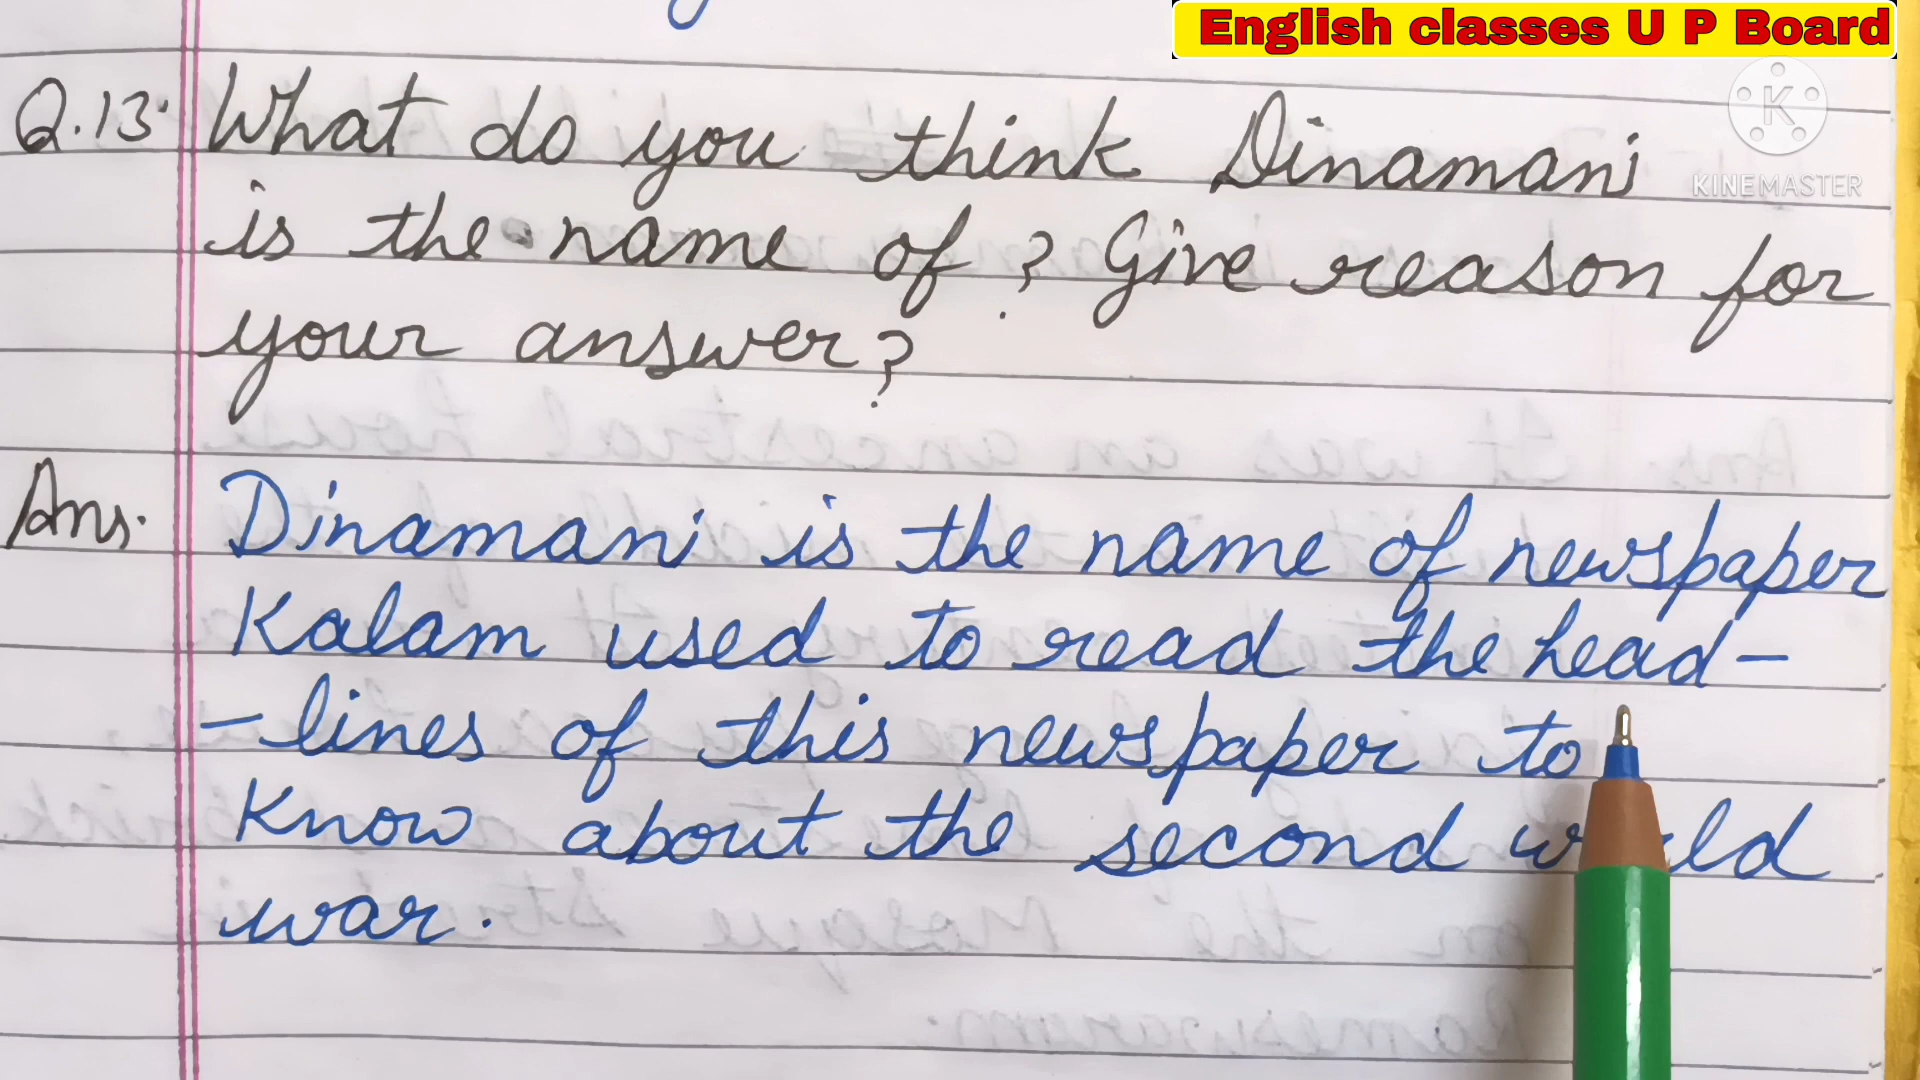 English classes U P Board
KINEMASTER
Q.13. What do you think Dinamani
is the name of? Give reason for
your answer?
Ans. Dinamani is the name of newspaper
Kalam used to read the head-
-lines of this newspaper to
know about the second world
war.